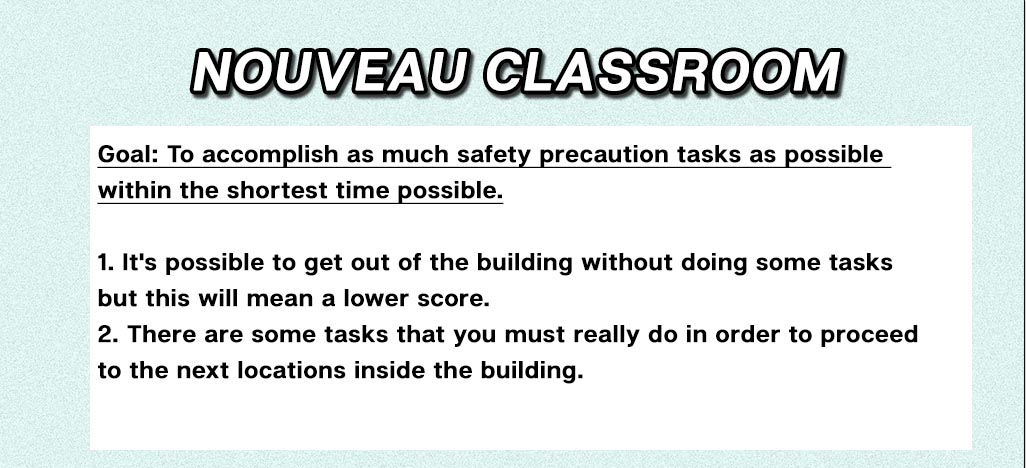 NOUVEAU CLASSROOM
Goal: To accomplish as much safety precaution tasks as possible
within the shortest time possible.
1. It's possible to get out of the building without doing some tasks
but this will mean a lower score.
2. There are some tasks that you must really do in order to proceed
to the next locations inside the building.